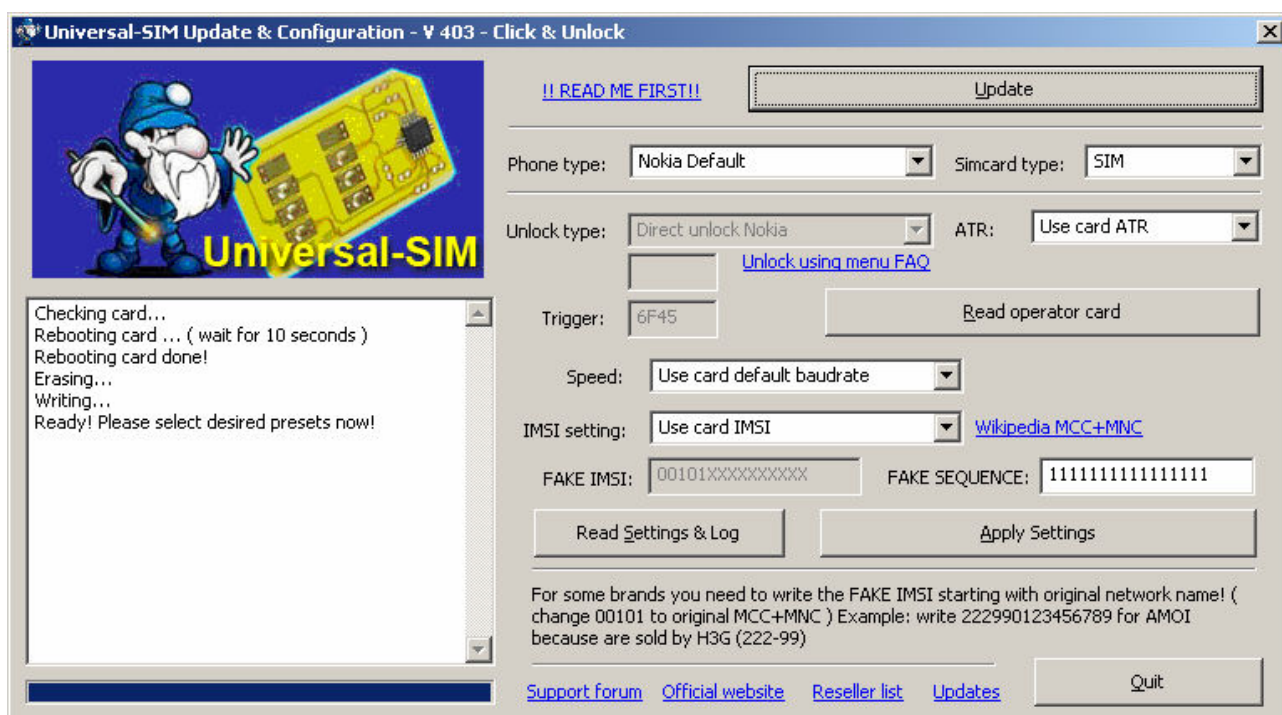 Universal-SIM Update & Configuration - V 403 - Click & Unlock
!! READ ME FIRST!!
Update
Universal-SIM
Phone type:
Nokia Default
Simcard type:
SIM
Unlock type:
Direct unlock Nokia
ATR:
Use card ATR
Unlock using menu FAQ
Trigger:
6F45
Read operator card
Checking card...
Rebooting card ... ( wait for 10 seconds )
Rebooting card done!
Erasing...
Writing...
Ready! Please select desired presets now!
Speed:
Use card default baudrate
IMSI setting:
Use card IMSI
Wikipedia MCC+MNC
FAKE IMSI:
00101XXXXXXXXXX
FAKE SEQUENCE:
1111111111111111
Read Settings & Log
Apply Settings
For some brands you need to write the FAKE IMSI starting with original network name! (
change 00101 to original MCC+MNC ) Example: write 222990123456789 for AMOI
because are sold by H3G (222-99)
Support forum
Official website
Reseller list
Updates
Quit